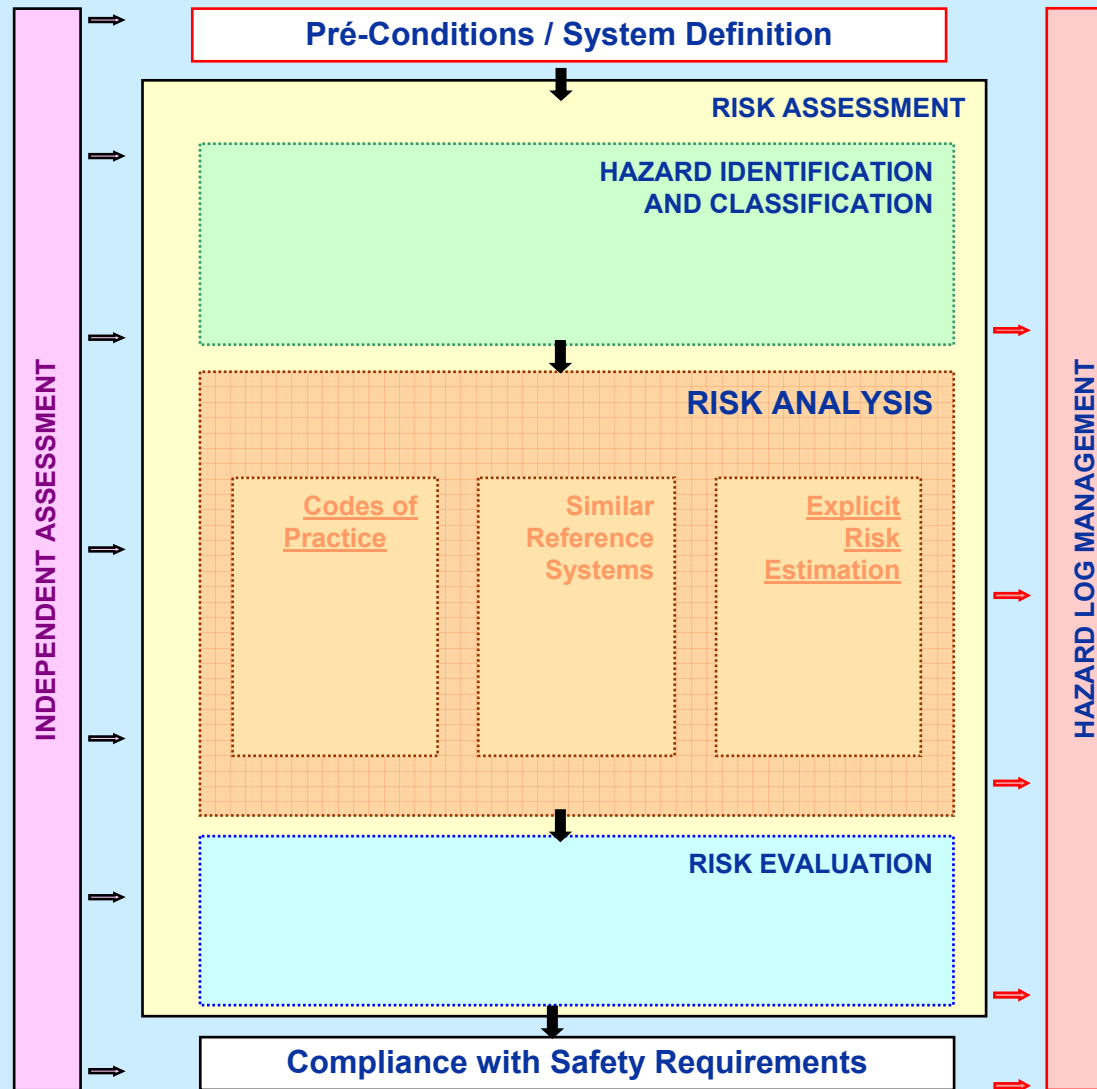 Pré-Conditions / System Definition
INDEPENDENT ASSESSMENT
RISK ASSESSMENT
HAZARD IDENTIFICATION
AND CLASSIFICATION
RISK ANALYSIS
Codes of
Practice
Similar
Reference
Systems
Explicit
Risk
Estimation
RISK EVALUATION
Compliance with Safety Requirements
HAZARD LOG MANAGEMENT